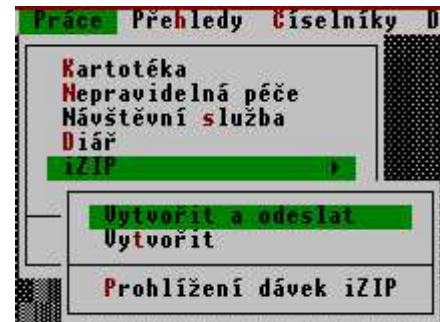 Práce Přehledy Číselníky D
Kartotéka
Nepravidelná péče
Návštěvní služba
Diář
iZIP
Vytvořit a odeslat
Vytvořit
Prohlížení dávek iZIP